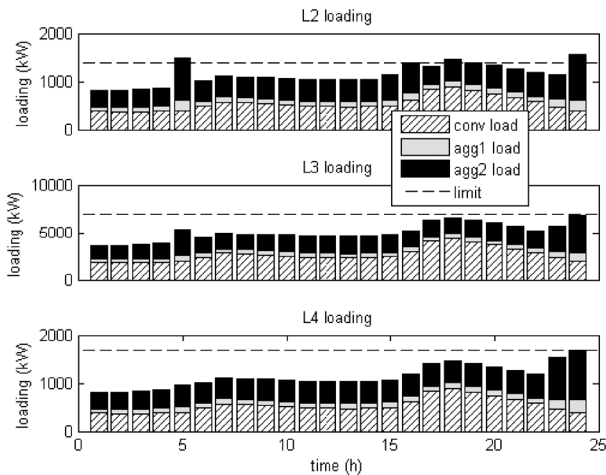 L2 loading
2000
1000
0
loading (kW)
conv load
agg1 load
agg2 load
limit
L3 loading
10000
5000
0
loading (kW)
L4 loading
2000
1000
0
loading (kW)
0 5 10 15 20 25
time (h)